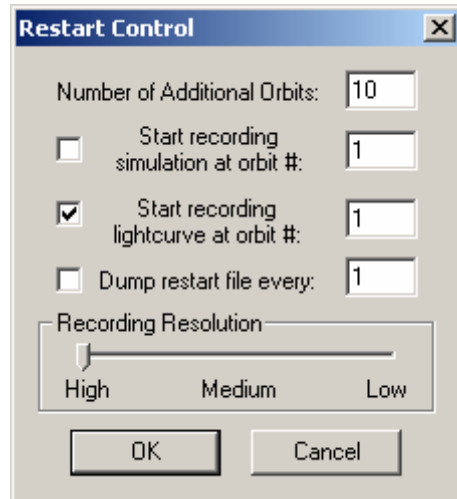 Restart Control
Number of Additional Orbits: 10
Start recording
simulation at orbit #: 1
Start recording
lightcurve at orbit #: 1
Dump restart file every: 1
Recording Resolution
High Medium Low
OK Cancel